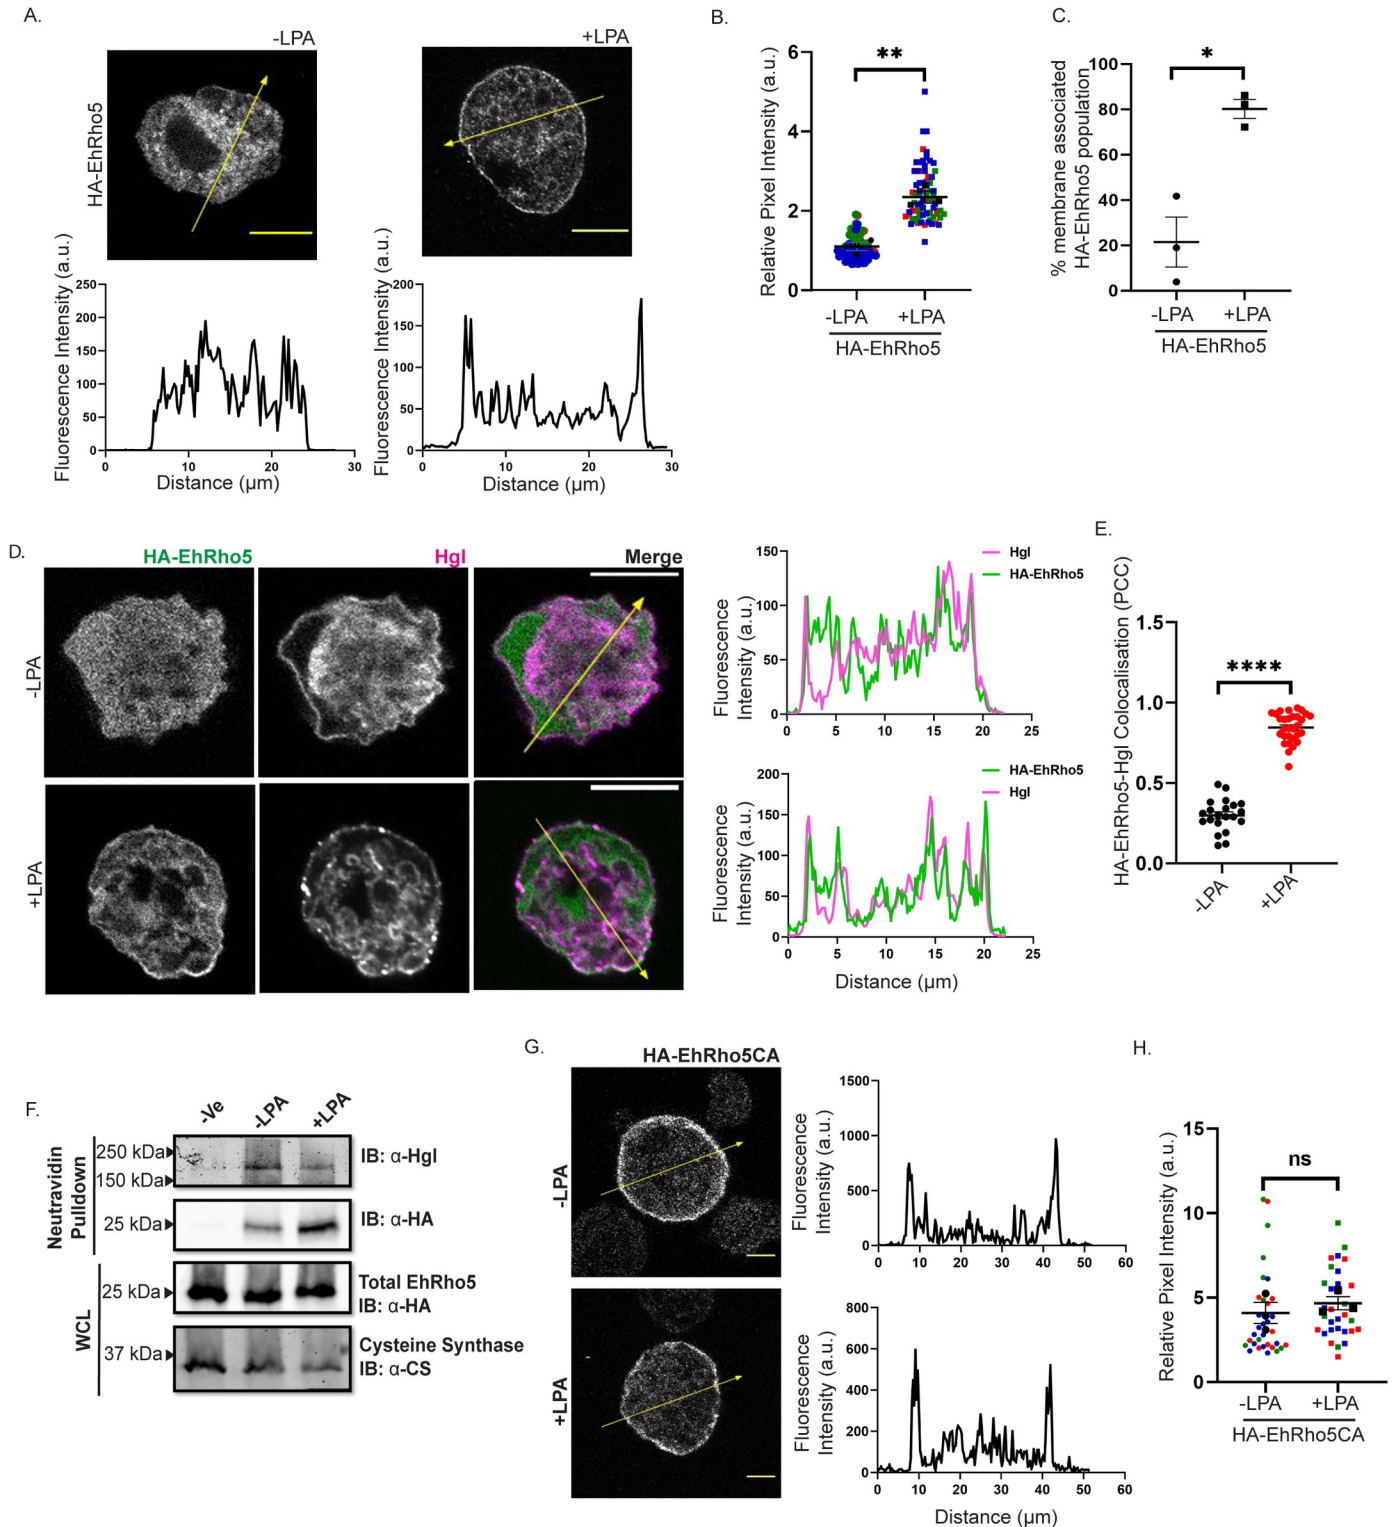 A.
-LPA
+LPA
HA-EhRho5
Fluorescence Intensity (a.u.)
250
200
150
100
50
0
0 10 20 30
Distance (µm)
Fluorescence Intensity (a.u.)
200
150
100
50
0
0 10 20 30
Distance (µm)
B.
Relative Pixel Intensity (a.u.)
6
4
2
0
**
-LPA +LPA
HA-EhRho5
C.
% membrane associated
HA-EhRho5 population
100
80
60
40
20
0
*
-LPA +LPA
HA-EhRho5
D.
HA-EhRho5 Hgl Merge
-LPA
+LPA
Fluorescence
Intensity (a.u.)
150
100
50
0
0 5 10 15 20 25
Hgl
HA-EhRho5
Fluorescence
Intensity (a.u.)
200
150
100
50
0
0 5 10 15 20 25
HA-EhRho5
Hgl
Distance (µm)
E.
HA-EhRho5-Hgl Colocalisation (PCC)
1.5
1.0
0.5
0.0
****
-LPA +LPA
F.
-Ve -LPA +LPA
Neutravidin
Pulldown
250 kDa
150 kDa
IB: α-Hgl
25 kDa
IB: α-HA
WCL
25 kDa
Total EhRho5
IB: α-HA
37 kDa
Cysteine Synthase
IB: α-CS
G.
HA-EhRho5CA
-LPA
+LPA
Fluorescence
Intensity (a.u.)
1500
1000
500
0
0 10 20 30 40 50 60
Fluorescence
Intensity (a.u.)
800
600
400
200
0
0 10 20 30 40 50 60
Distance (µm)
H.
Relative Pixel Intensity (a.u.)
15
10
5
0
ns
-LPA +LPA
HA-EhRho5CA